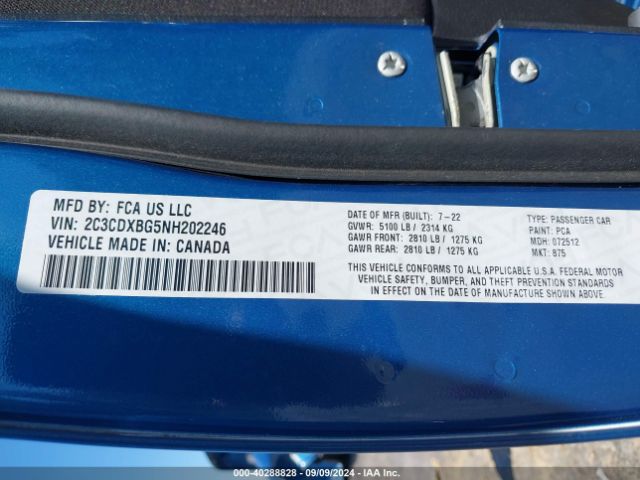 MFD BY: FCA US LLC
VIN: 2C3CDXBG5NH202246
VEHICLE MADE IN: CANADA
DATE OF MFR (BUILT): 7-22
GVWR: 5100 LB / 2314 KG
GAWR FRONT: 2810 LB / 1275 KG
GAWR REAR: 2810 LB / 1275 KG
TYPE: PASSENGER CAR
PAINT: PCA
MDH: 072512
MKT: 875
THIS VEHICLE CONFORMS TO ALL APPLICABLE U.S.A. FEDERAL MOTOR
VEHICLE SAFETY, BUMPER, AND THEFT PREVENTION STANDARDS
IN EFFECT ON THE DATE OF MANUFACTURE SHOWN ABOVE.
000-40288828 - 09/09/2024 - IAA Inc.